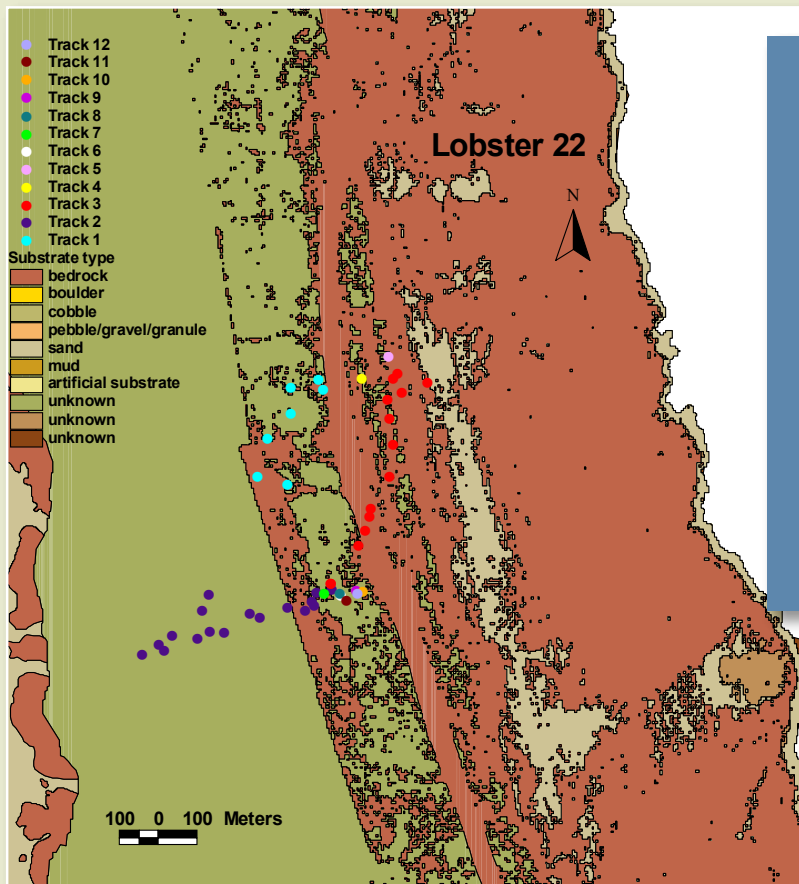 Track 12
Track 11
Track 10
Track 9
Track 8
Track 7
Track 6
Track 5
Track 4
Track 3
Track 2
Track 1
Substrate type
bedrock
boulder
cobble
pebble/gravel/granule
sand
mud
artificial substrate
unknown
unknown
unknown
Lobster 22
N
100 0 100 Meters